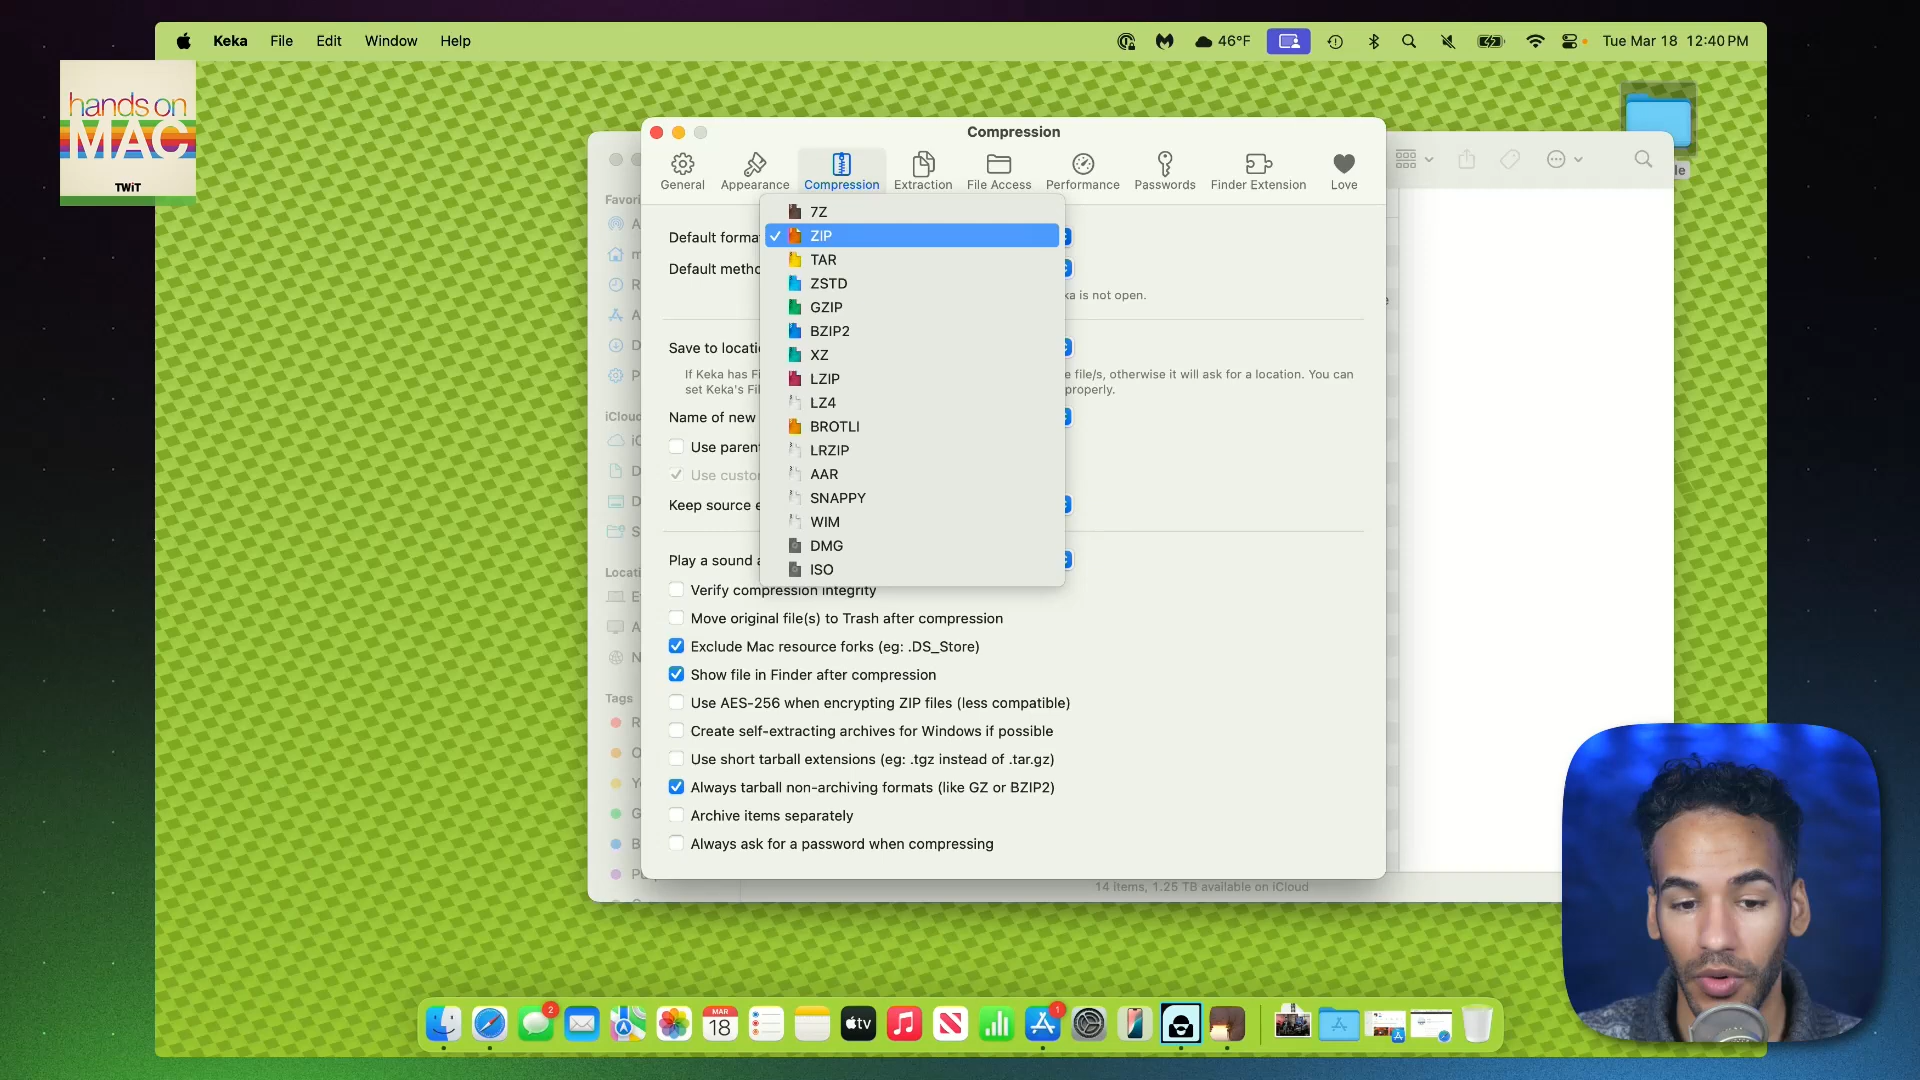 Keka File Edit Window Help
46°F
Tue Mar 18 12:40 PM
hands on
MAC
TWiT
Compression
General Appearance Compression Extraction File Access Performance Passwords Finder Extension Love
Favori
Default forma
7Z
ZIP
TAR
ZSTD
GZIP
BZIP2
XZ
LZIP
LZ4
BROTLI
LRZIP
AAR
SNAPPY
WIM
DMG
ISO
Default metho
ka is not open.
Save to locati
If Keka has Fi
e file/s, otherwise it will ask for a location. You can
set Keka's Fil
properly.
iCloud
Name of new
Use paren
Use custo
Keep source e
Play a sound a
Locati
Verify compression integrity
Move original file(s) to Trash after compression
Exclude Mac resource forks (eg: .DS_Store)
Show file in Finder after compression
Tags
Use AES-256 when encrypting ZIP files (less compatible)
Create self-extracting archives for Windows if possible
Use short tarball extensions (eg: .tgz instead of .tar.gz)
Always tarball non-archiving formats (like GZ or BZIP2)
Archive items separately
Always ask for a password when compressing
14 items, 1.25 TB available on iCloud
2
MAR
18
tv
1